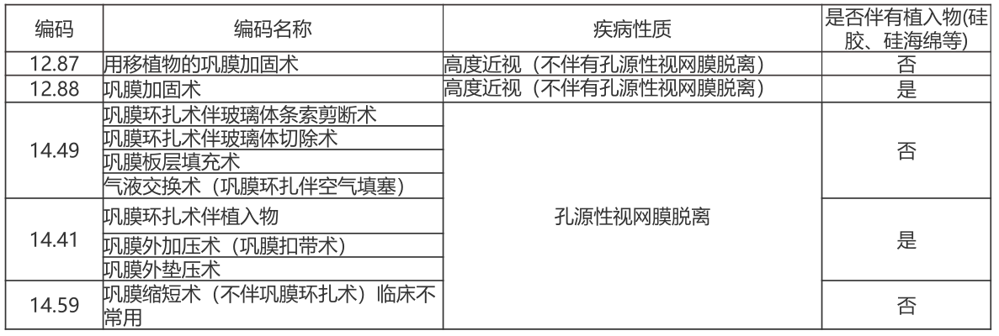 编码 编码名称 疾病性质 是否伴有植入物(硅
胶、硅海绵等)
12.87 用移植物的巩膜加固术 高度近视（不伴有孔源性视网膜脱离） 否
12.88 巩膜加固术 高度近视（不伴有孔源性视网膜脱离） 是
14.49 巩膜环扎术伴玻璃体条索剪断术 孔源性视网膜脱离 否
巩膜环扎术伴玻璃体切除术
巩膜板层填充术
气液交换术（巩膜环扎伴空气填塞）
14.41 巩膜环扎术伴植入物 是
巩膜外加压术（巩膜扣带术）
巩膜外垫压术
14.59 巩膜缩短术（不伴巩膜环扎术）临床不 否
常用